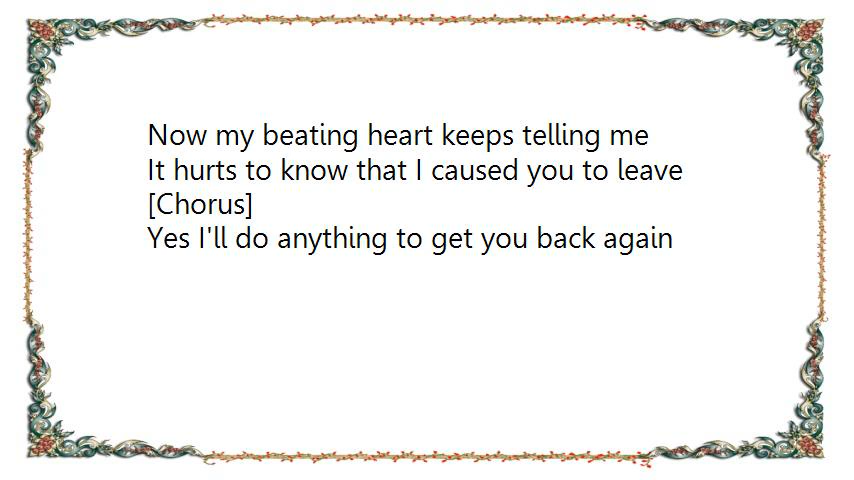 Now my beating heart keeps telling me
It hurts to know that I caused you to leave
[Chorus]
Yes I'll do anything to get you back again